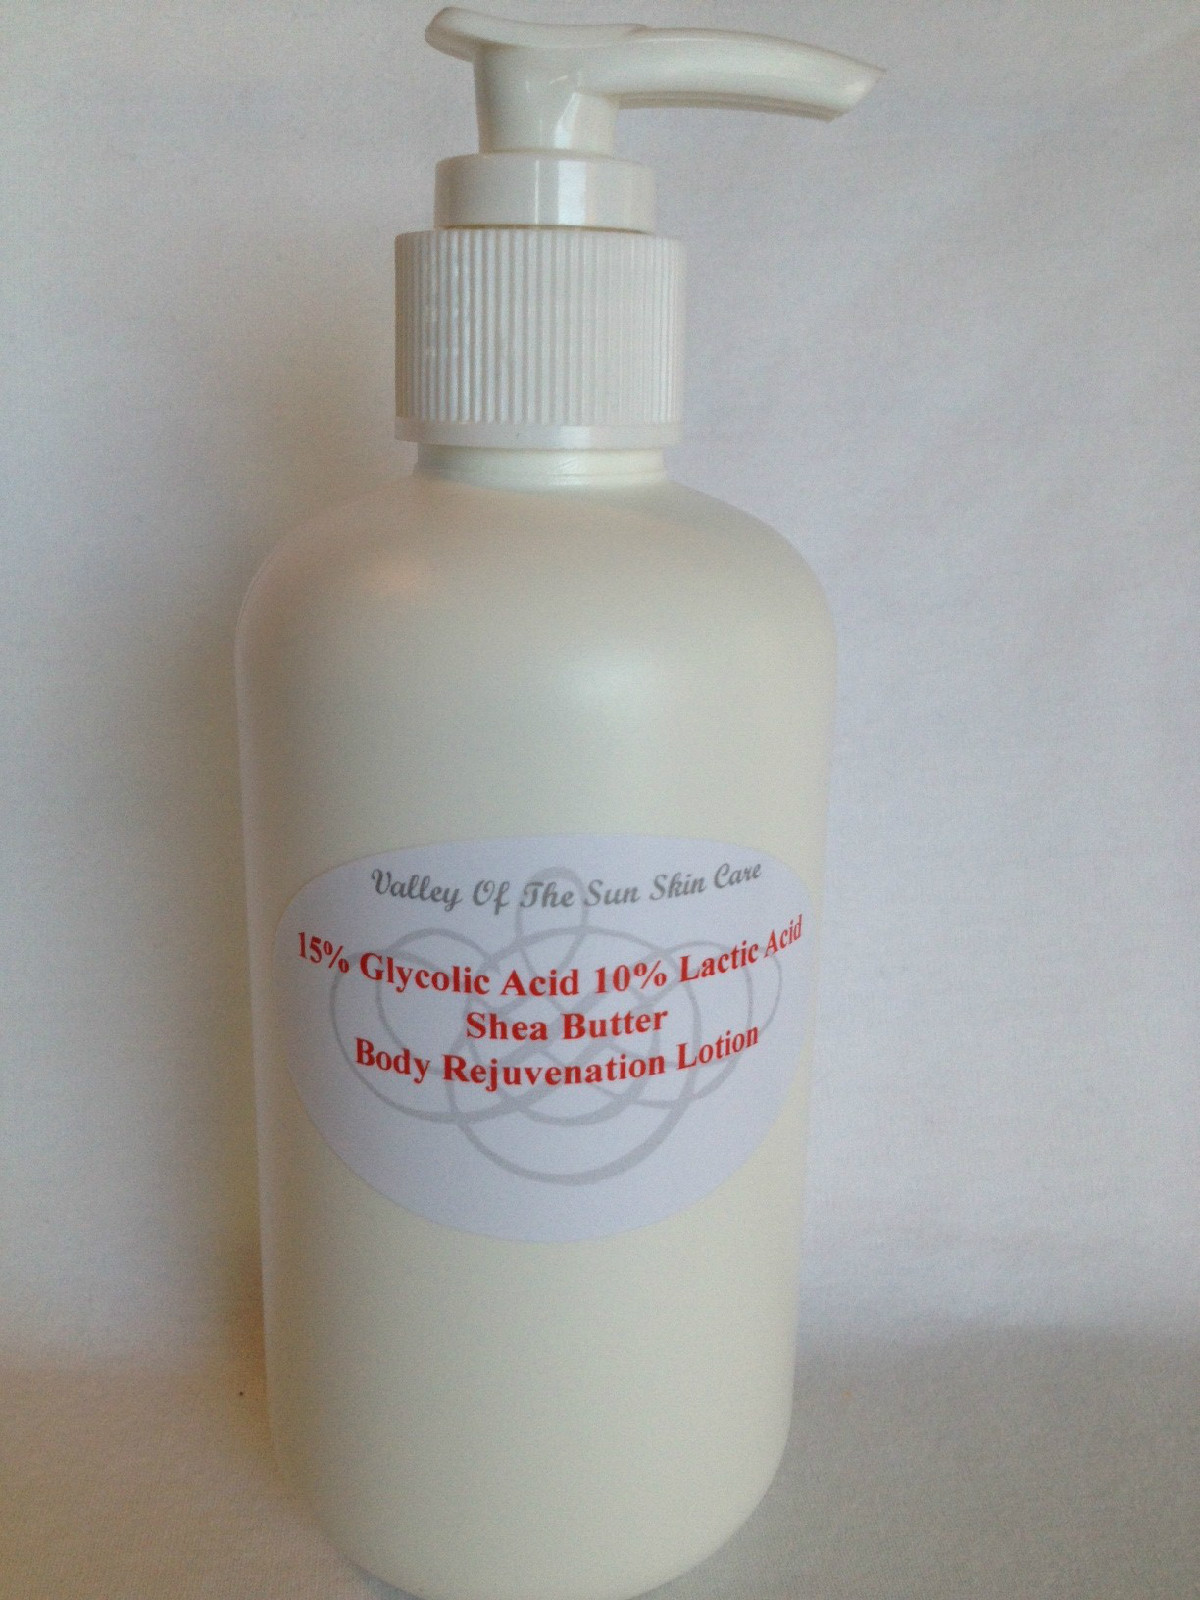 Valley Of The Sun Skin Care
15% Glycolic Acid 10% Lactic Acid
Shea Butter
Body Rejuvenation Lotion